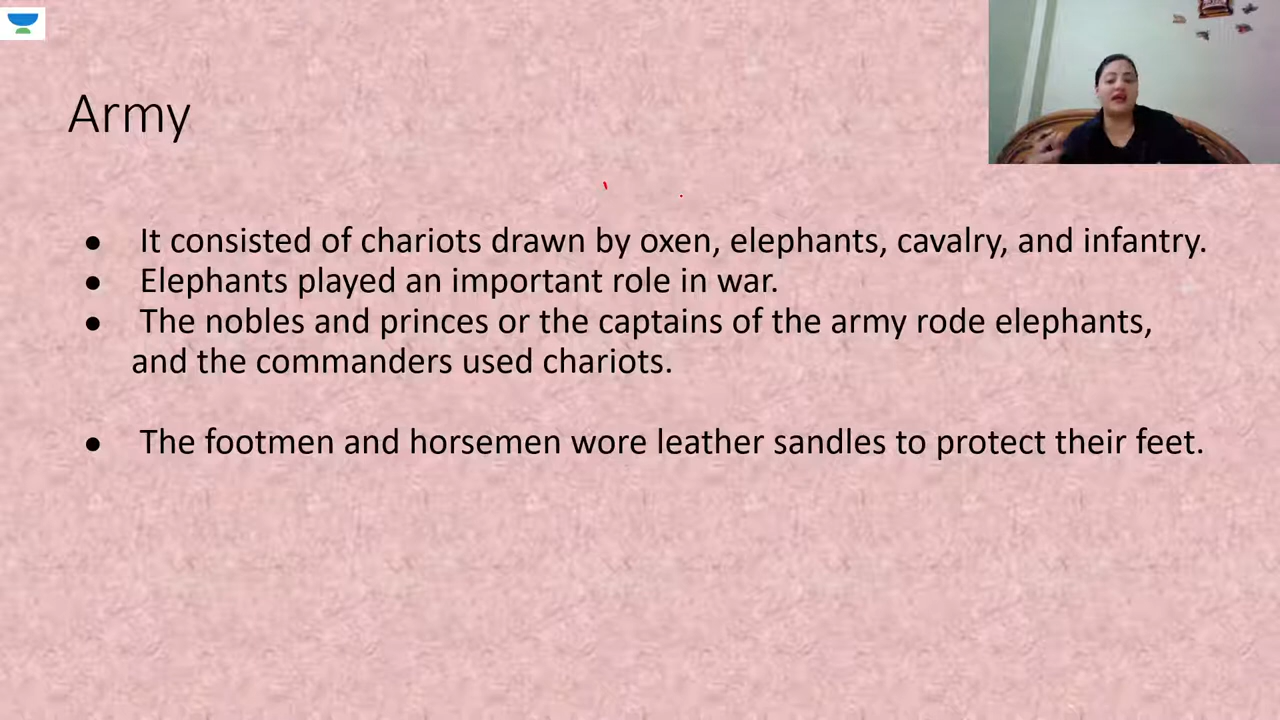 Army
● It consisted of chariots drawn by oxen, elephants, cavalry, and infantry.
● Elephants played an important role in war.
● The nobles and princes or the captains of the army rode elephants,
and the commanders used chariots.
● The footmen and horsemen wore leather sandles to protect their feet.